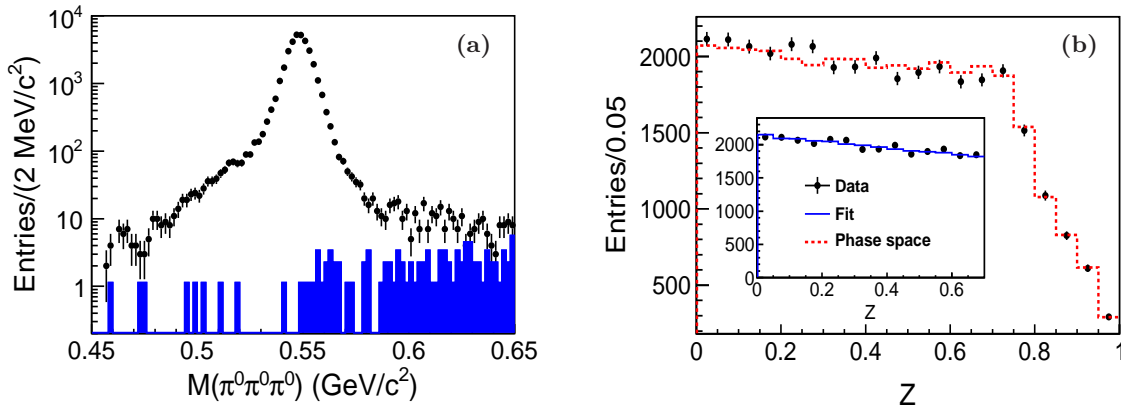 (a)
Entries/(2 MeV/c²)
10⁴
10³
10²
10
1
0.45
0.5
0.55
0.6
0.65
M(π⁰π⁰π⁰) (GeV/c²)
(b)
Entries/0.05
2000
1500
1000
500
0
0.2
0.4
0.6
0.8
1
Z
2000
1500
1000
500
0
0
0.2
0.4
0.6
Z
Data
Fit
Phase space